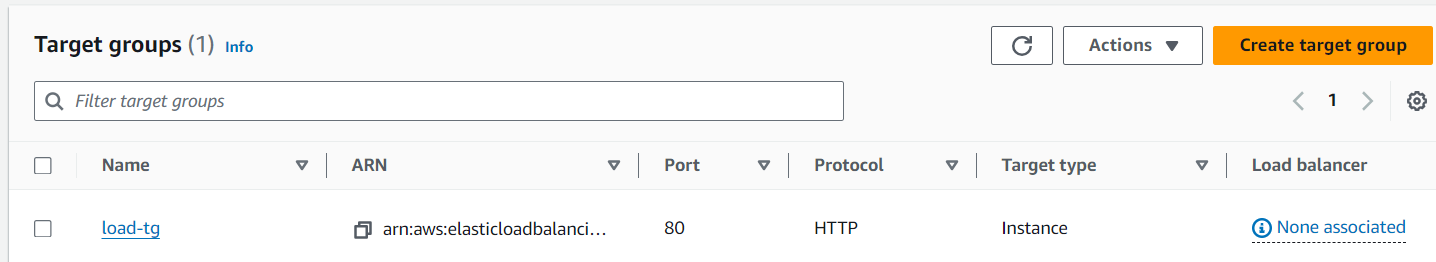 Target groups (1) Info
Actions
Create target group
Filter target groups
1
Name ARN Port Protocol Target type Load balancer
load-tg arn:aws:elasticloadbalanci... 80 HTTP Instance None associated